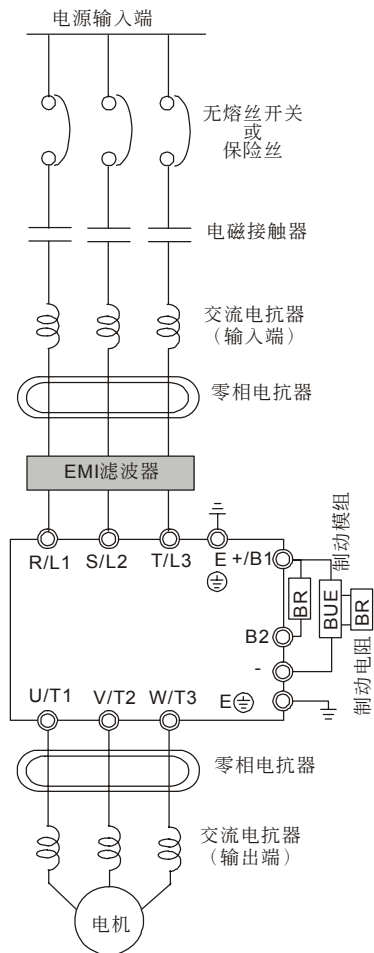 电源输入端
无熔丝开关
或
保险丝
电磁接触器
交流电抗器
（输入端）
零相电抗器
EMI滤波器
R/L1 S/L2 T/L3 E +/B1
制动模组
BR
BUE
BR
B2
-
制动电阻
U/T1 V/T2 W/T3 E
零相电抗器
交流电抗器
（输出端）
电机